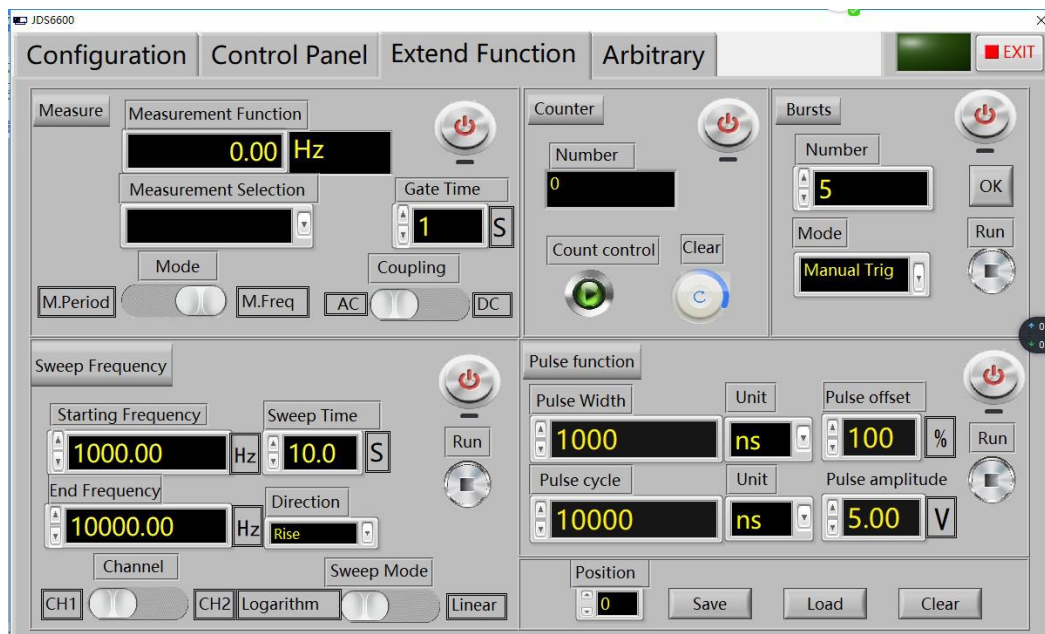 JDS6600
Configuration Control Panel Extend Function Arbitrary EXIT
Measure
Measurement Function
0.00 Hz
Measurement Selection
Gate Time
1 S
Mode
M.Period M.Freq
Coupling
AC DC
Counter
Number
0
Count control Clear
Bursts
Number
5 OK
Mode Run
Manual Trig
Sweep Frequency
Starting Frequency Sweep Time
1000.00 Hz 10.0 S
Run
End Frequency Direction
10000.00 Hz Rise
Channel Sweep Mode
CH1 CH2 Logarithm Linear
Pulse function
Pulse Width Unit Pulse offset
1000 ns 100 % Run
Pulse cycle Unit Pulse amplitude
10000 ns 5.00 V
Position
0 Save Load Clear
0
0